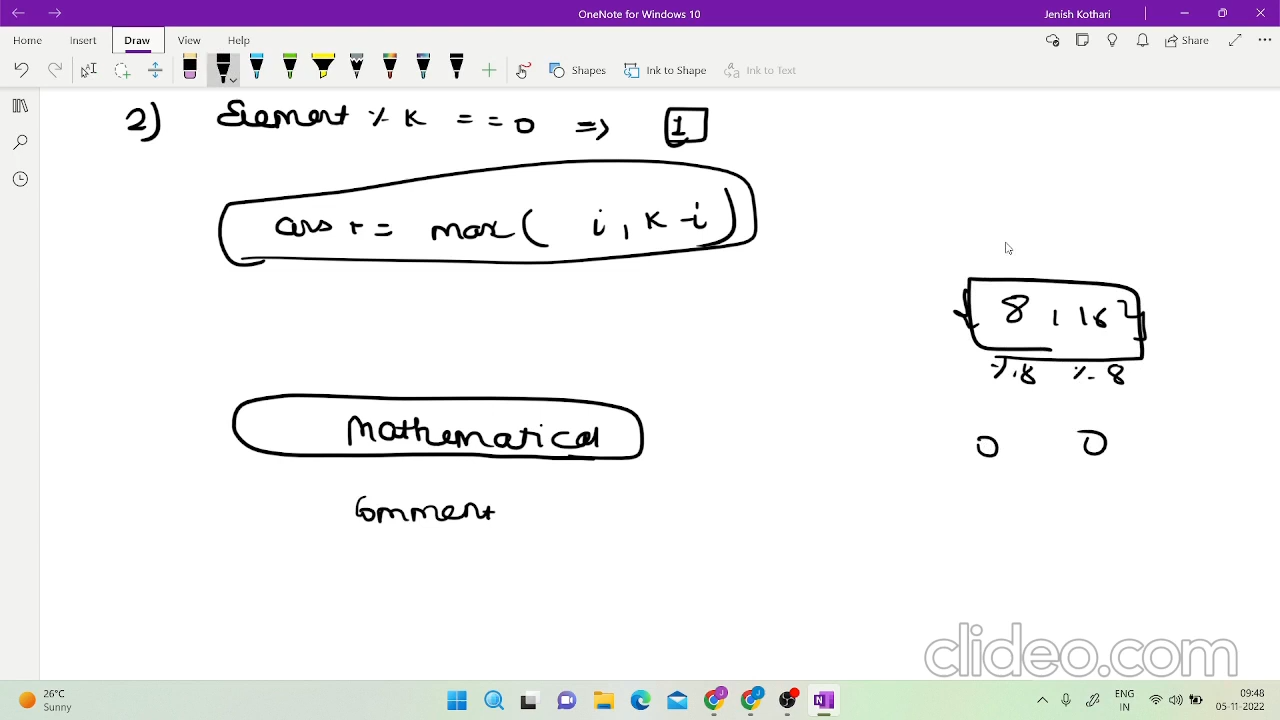 OneNote for Windows 10
Jenish Kothari
Home Insert Draw View
Share
Shapes Ink to Shape Ink to Text
2) Element % K == 0 => 1
ans += max( i, K-i )
{ 8, 16 }
% 8 % 8
0 0
Mathematical
Comment
clideo.com
26°C
Sunny
ENG
IN
09:48
05-11-2022